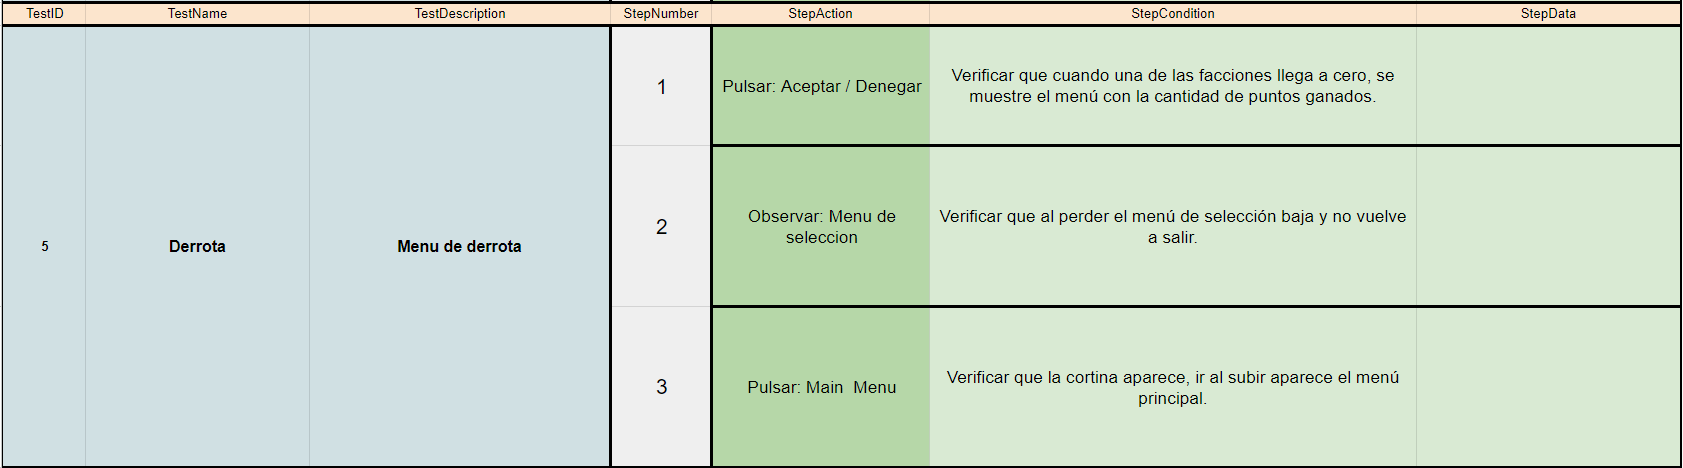 TestID TestName TestDescription StepNumber StepAction StepCondition StepData
5 Derrota Menu de derrota
1 Pulsar: Aceptar / Denegar
Verificar que cuando una de las facciones llega a cero, se
muestre el menú con la cantidad de puntos ganados.
2
Observar: Menu de
seleccion
Verificar que al perder el menú de selección baja y no vuelve
a salir.
3 Pulsar: Main  Menu
Verificar que la cortina aparece, ir al subir aparece el menú
principal.